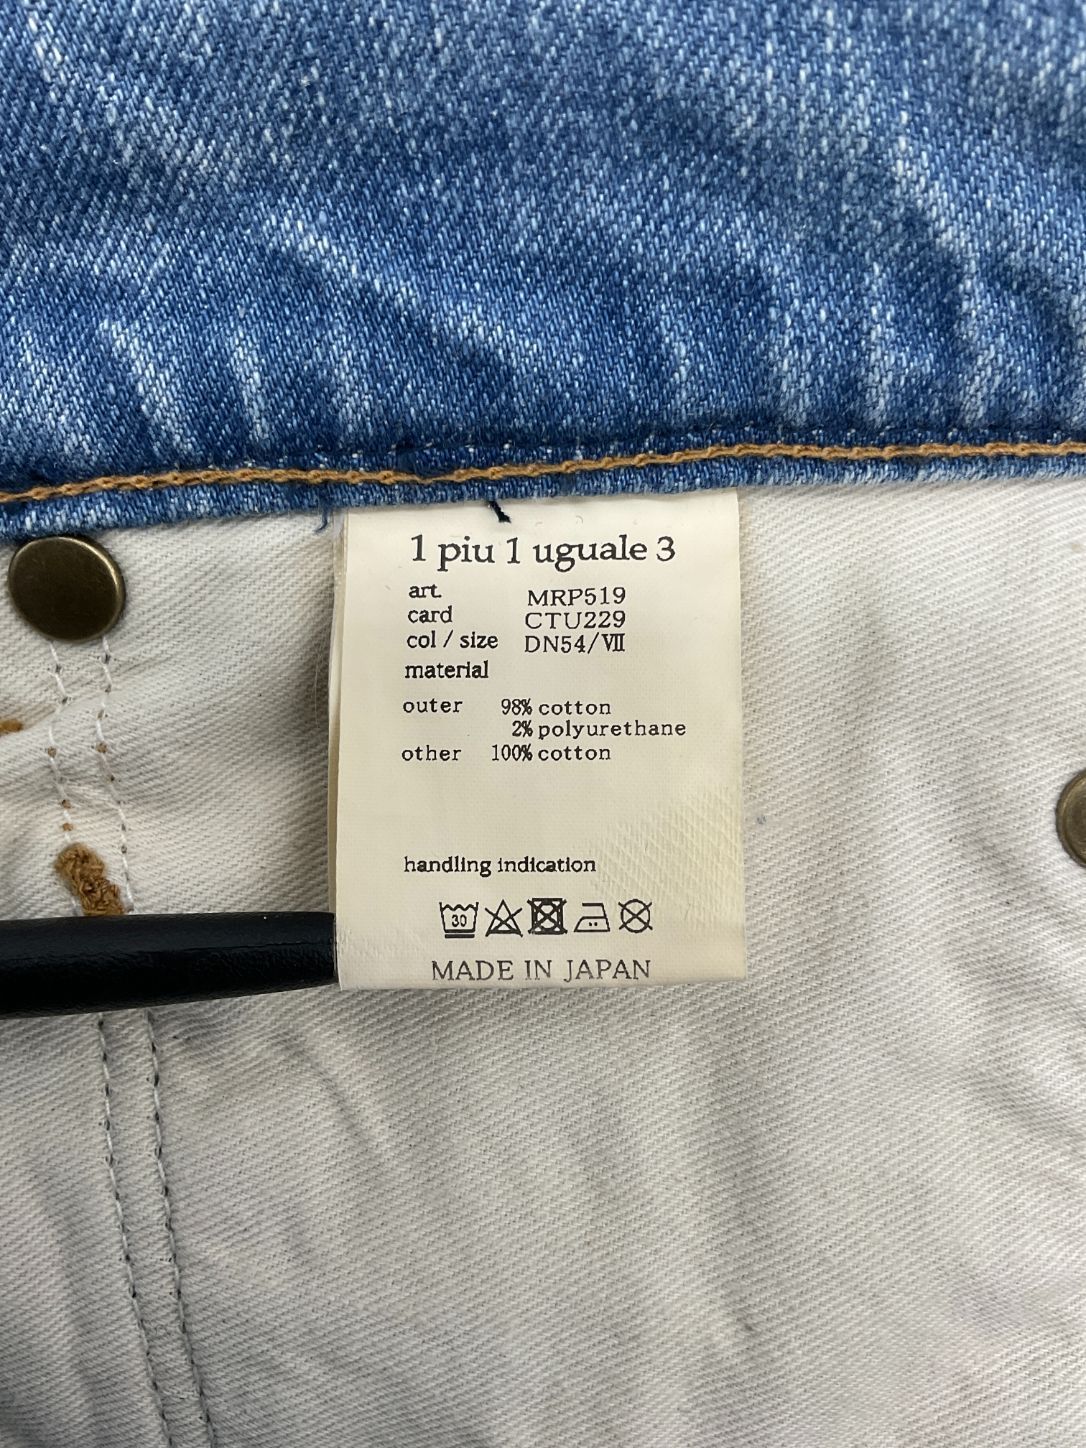 1 piu 1 uguale 3
art. MRP519
card CTU229
col / size DN54/Ⅶ
material
outer 98% cotton
2% polyurethane
other 100% cotton
handling indication
30
MADE IN JAPAN